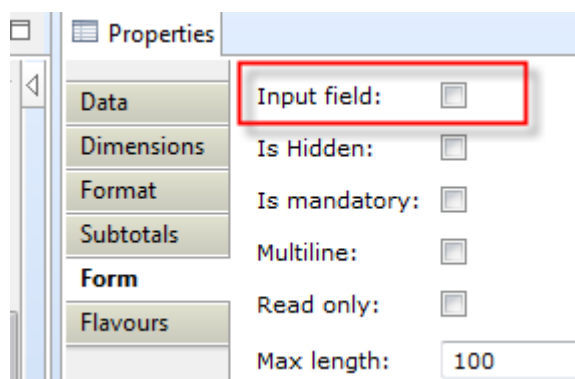 Properties
Data
Dimensions
Format
Subtotals
Form
Flavours
Input field:
Is Hidden:
Is mandatory:
Multiline:
Read only:
Max length: 100